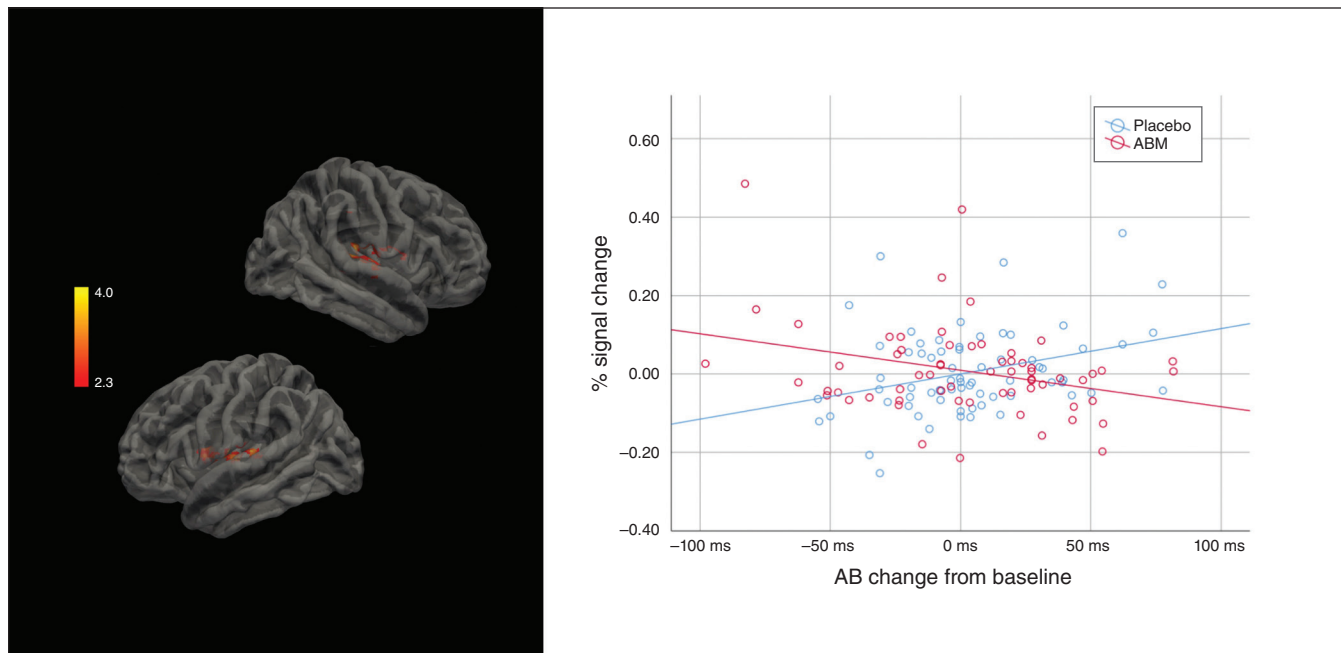 4.0
2.3
Placebo
ABM
0.60
0.40
0.20
0.00
–0.20
–0.40
% signal change
–100 ms
–50 ms
0 ms
50 ms
100 ms
AB change from baseline